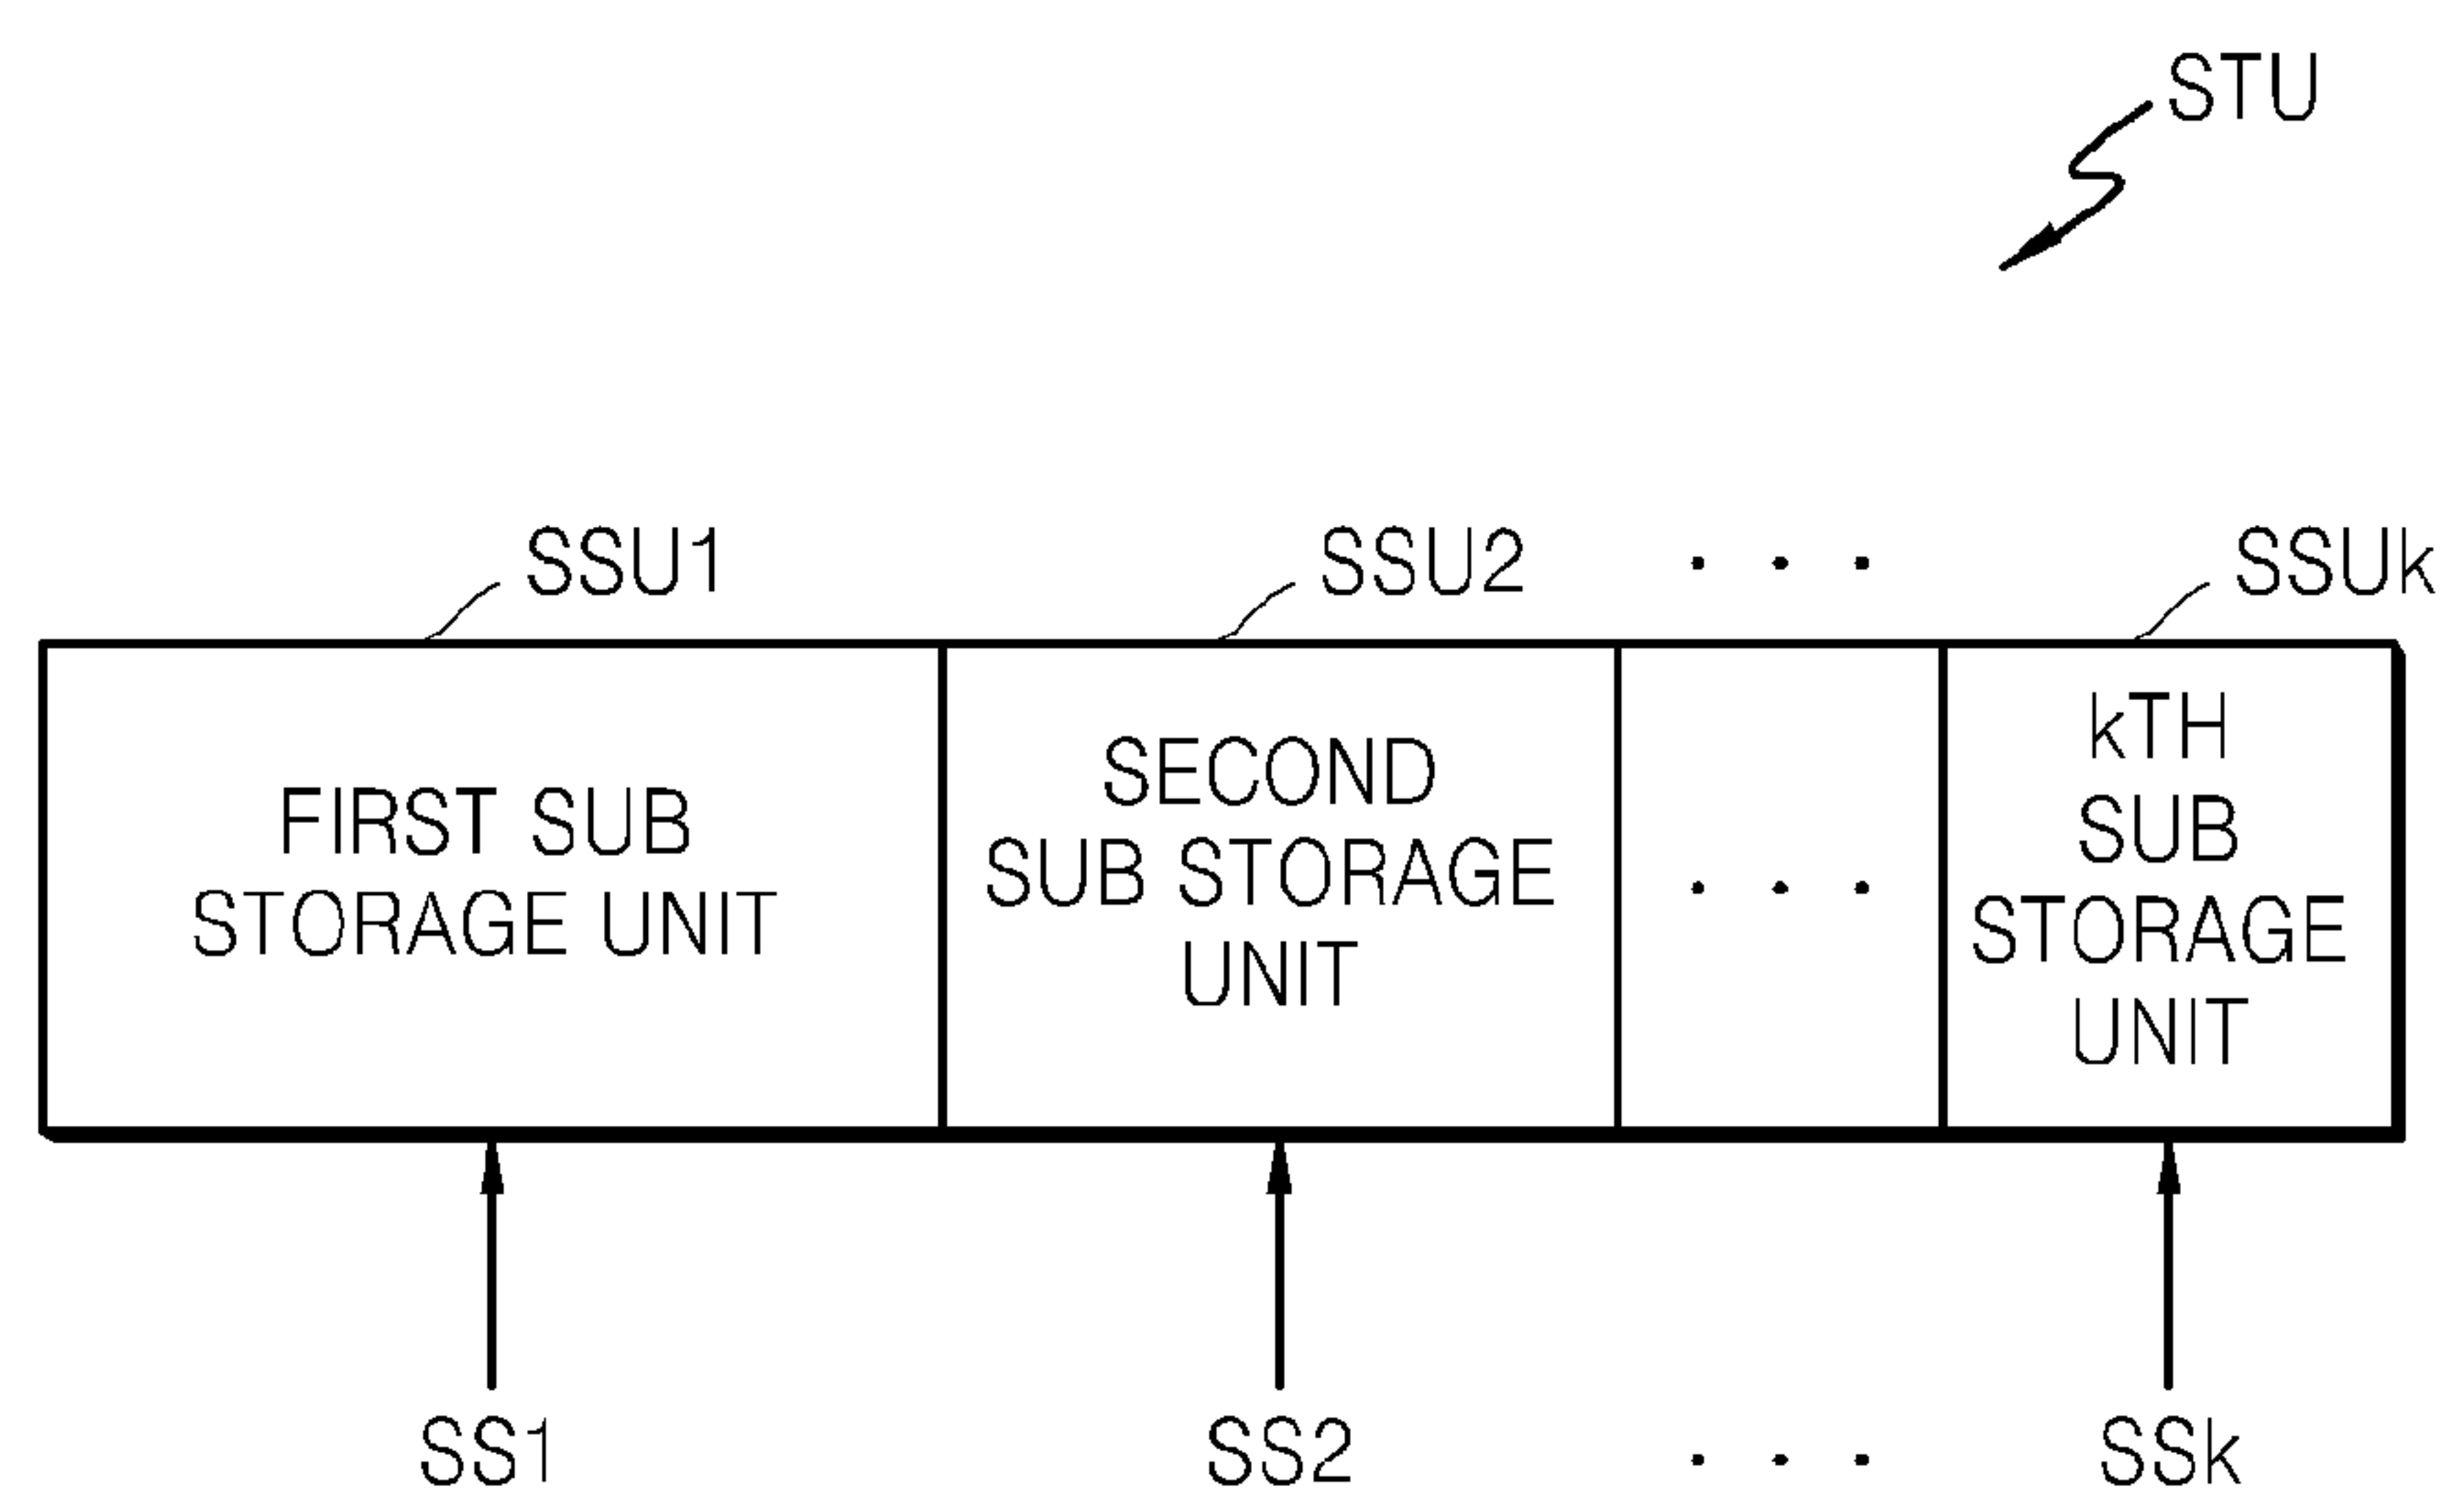 STU
SSU1 SSU2 . . . SSUk
FIRST SUB
STORAGE UNIT
SECOND
SUB STORAGE
UNIT
. . .
kTH
SUB
STORAGE
UNIT
SS1 SS2 . . . SSk